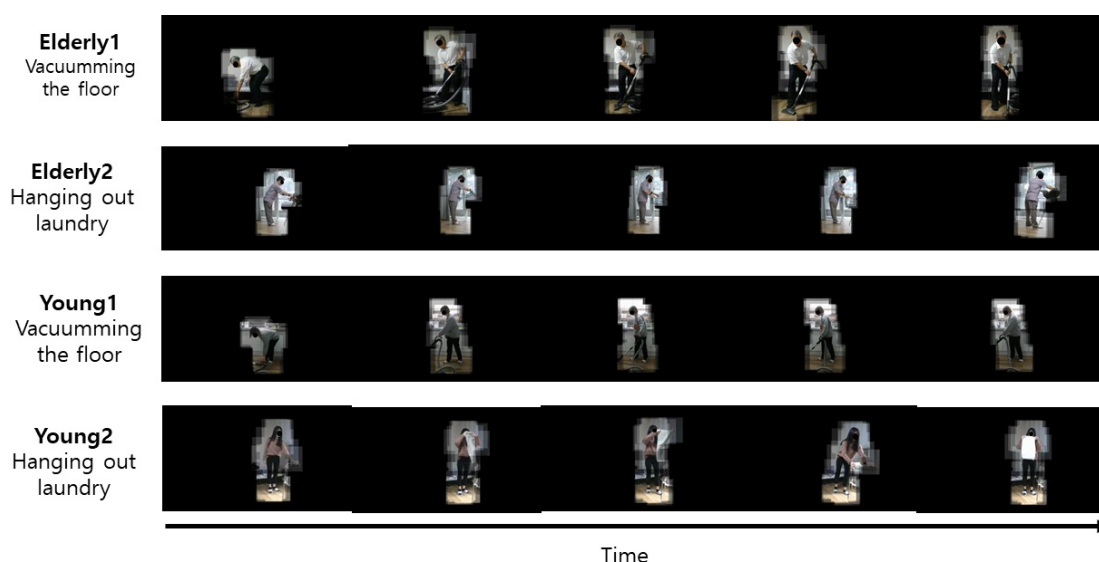 Elderly1
Vacuumming
the floor
Elderly2
Hanging out
laundry
Young1
Vacuumming
the floor
Young2
Hanging out
laundry
Time